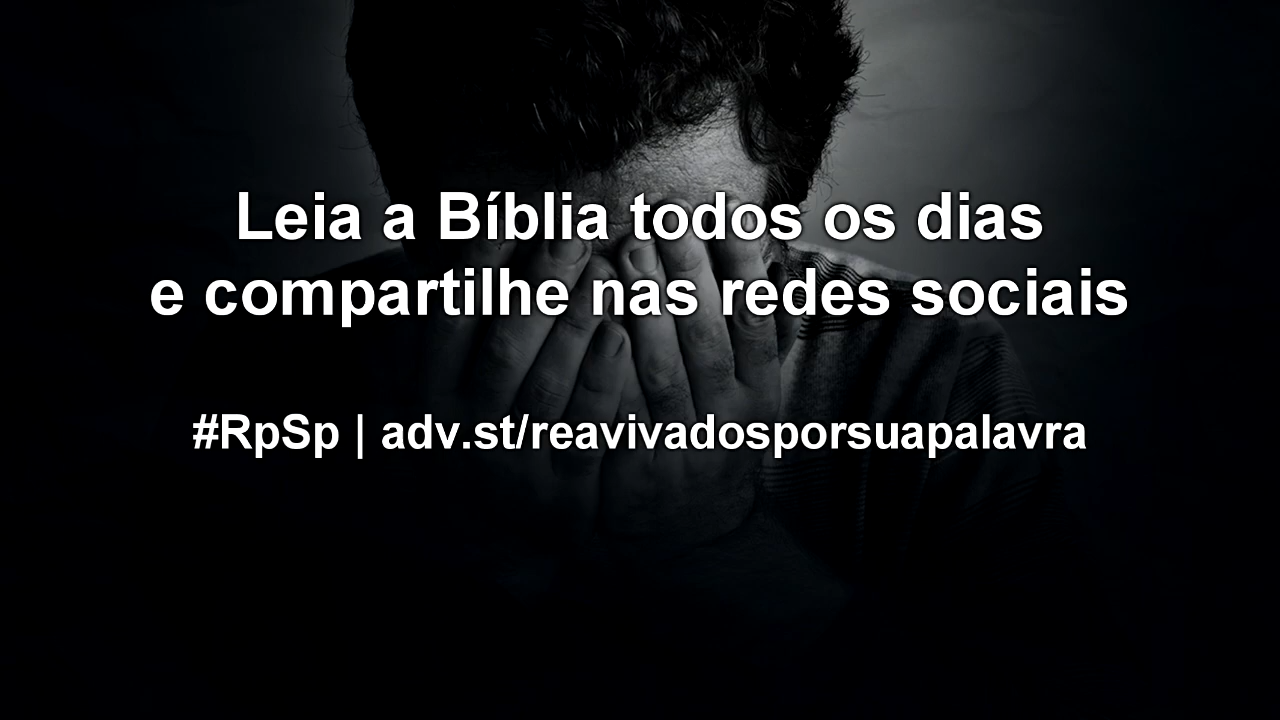 Leia a Bíblia todos os dias
e compartilhe nas redes sociais
#RpSp | adv.st/reavivadosporsuapalavra